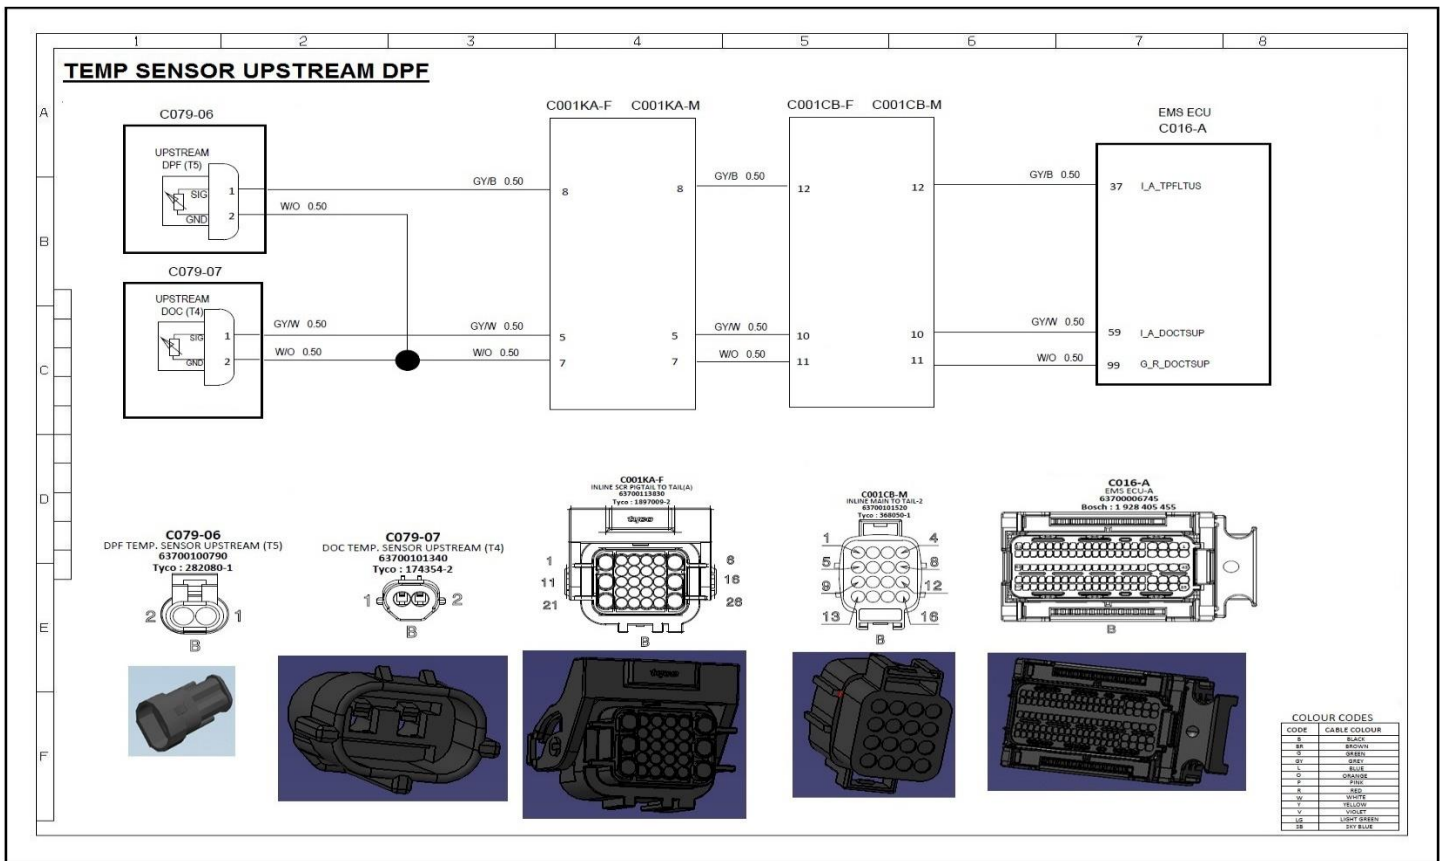 1 2 3 4 5 6 7 8
A
B
C
D
E
F
TEMP SENSOR UPSTREAM DPF
C079-06
UPSTREAM
DPF (T5)
SIG
GND
1
2
GY/B 0.50
W/O 0.50
C079-07
UPSTREAM
DOC (T4)
SIG
GND
1
2
GY/W 0.50
W/O 0.50
GY/W 0.50
W/O 0.50
C001KA-F C001KA-M
8 8
5 5
7 7
GY/B 0.50
GY/W 0.50
W/O 0.50
C001CB-F C001CB-M
12 12
10 10
11 11
GY/B 0.50
GY/W 0.50
W/O 0.50
EMS ECU
C016-A
37 I_A_TPFLTUS
59 I_A_DOCTSUP
99 G_R_DOCTSUP
C079-06
DPF TEMP. SENSOR UPSTREAM (T5)
63700100790
Tyco : 282080-1
2 1
B
C079-07
DOC TEMP. SENSOR UPSTREAM (T4)
63700101340
Tyco : 174354-2
1 2
B
C001KA-F
INLINE SCR PIGTAIL TO TAIL(A)
63700113830
Tyco : 1897009-2
tyco
1 6
11 16
21 26
B
C001CB-M
INLINE MAIN TO TAIL-2
63700101520
Tyco : 368050-1
1 4
5 8
9 12
13 16
B
C016-A
EMS ECU-A
63700006745
Bosch : 1 928 405 455
B
tyco
COLOUR CODES
CODE CABLE COLOUR
B BLACK
BR BROWN
G GREEN
GY GREY
L BLUE
O ORANGE
P PINK
R RED
W WHITE
Y YELLOW
V VIOLET
LG LIGHT GREEN
SB SKY BLUE